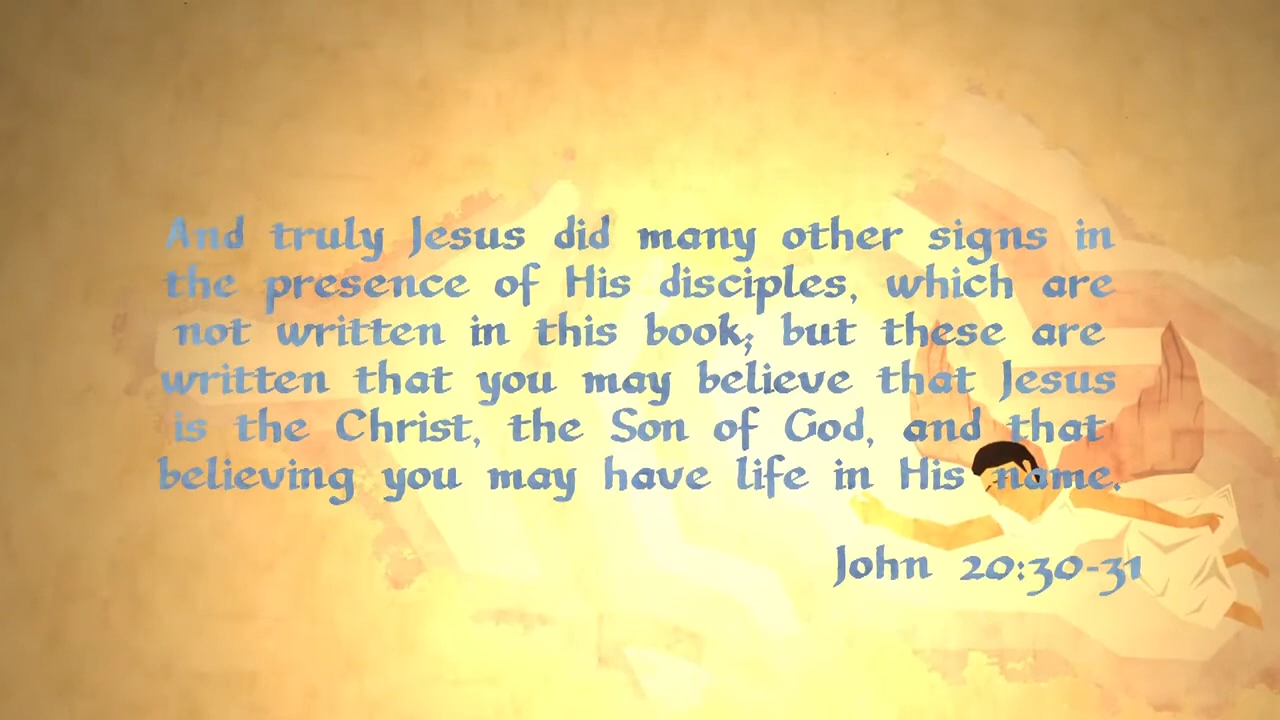 And truly Jesus did many other signs in
the presence of His disciples, which are
not written in this book; but these are
written that you may believe that Jesus
is the Christ, the Son of God, and that
believing you may have life in His name.
John 20:30-31